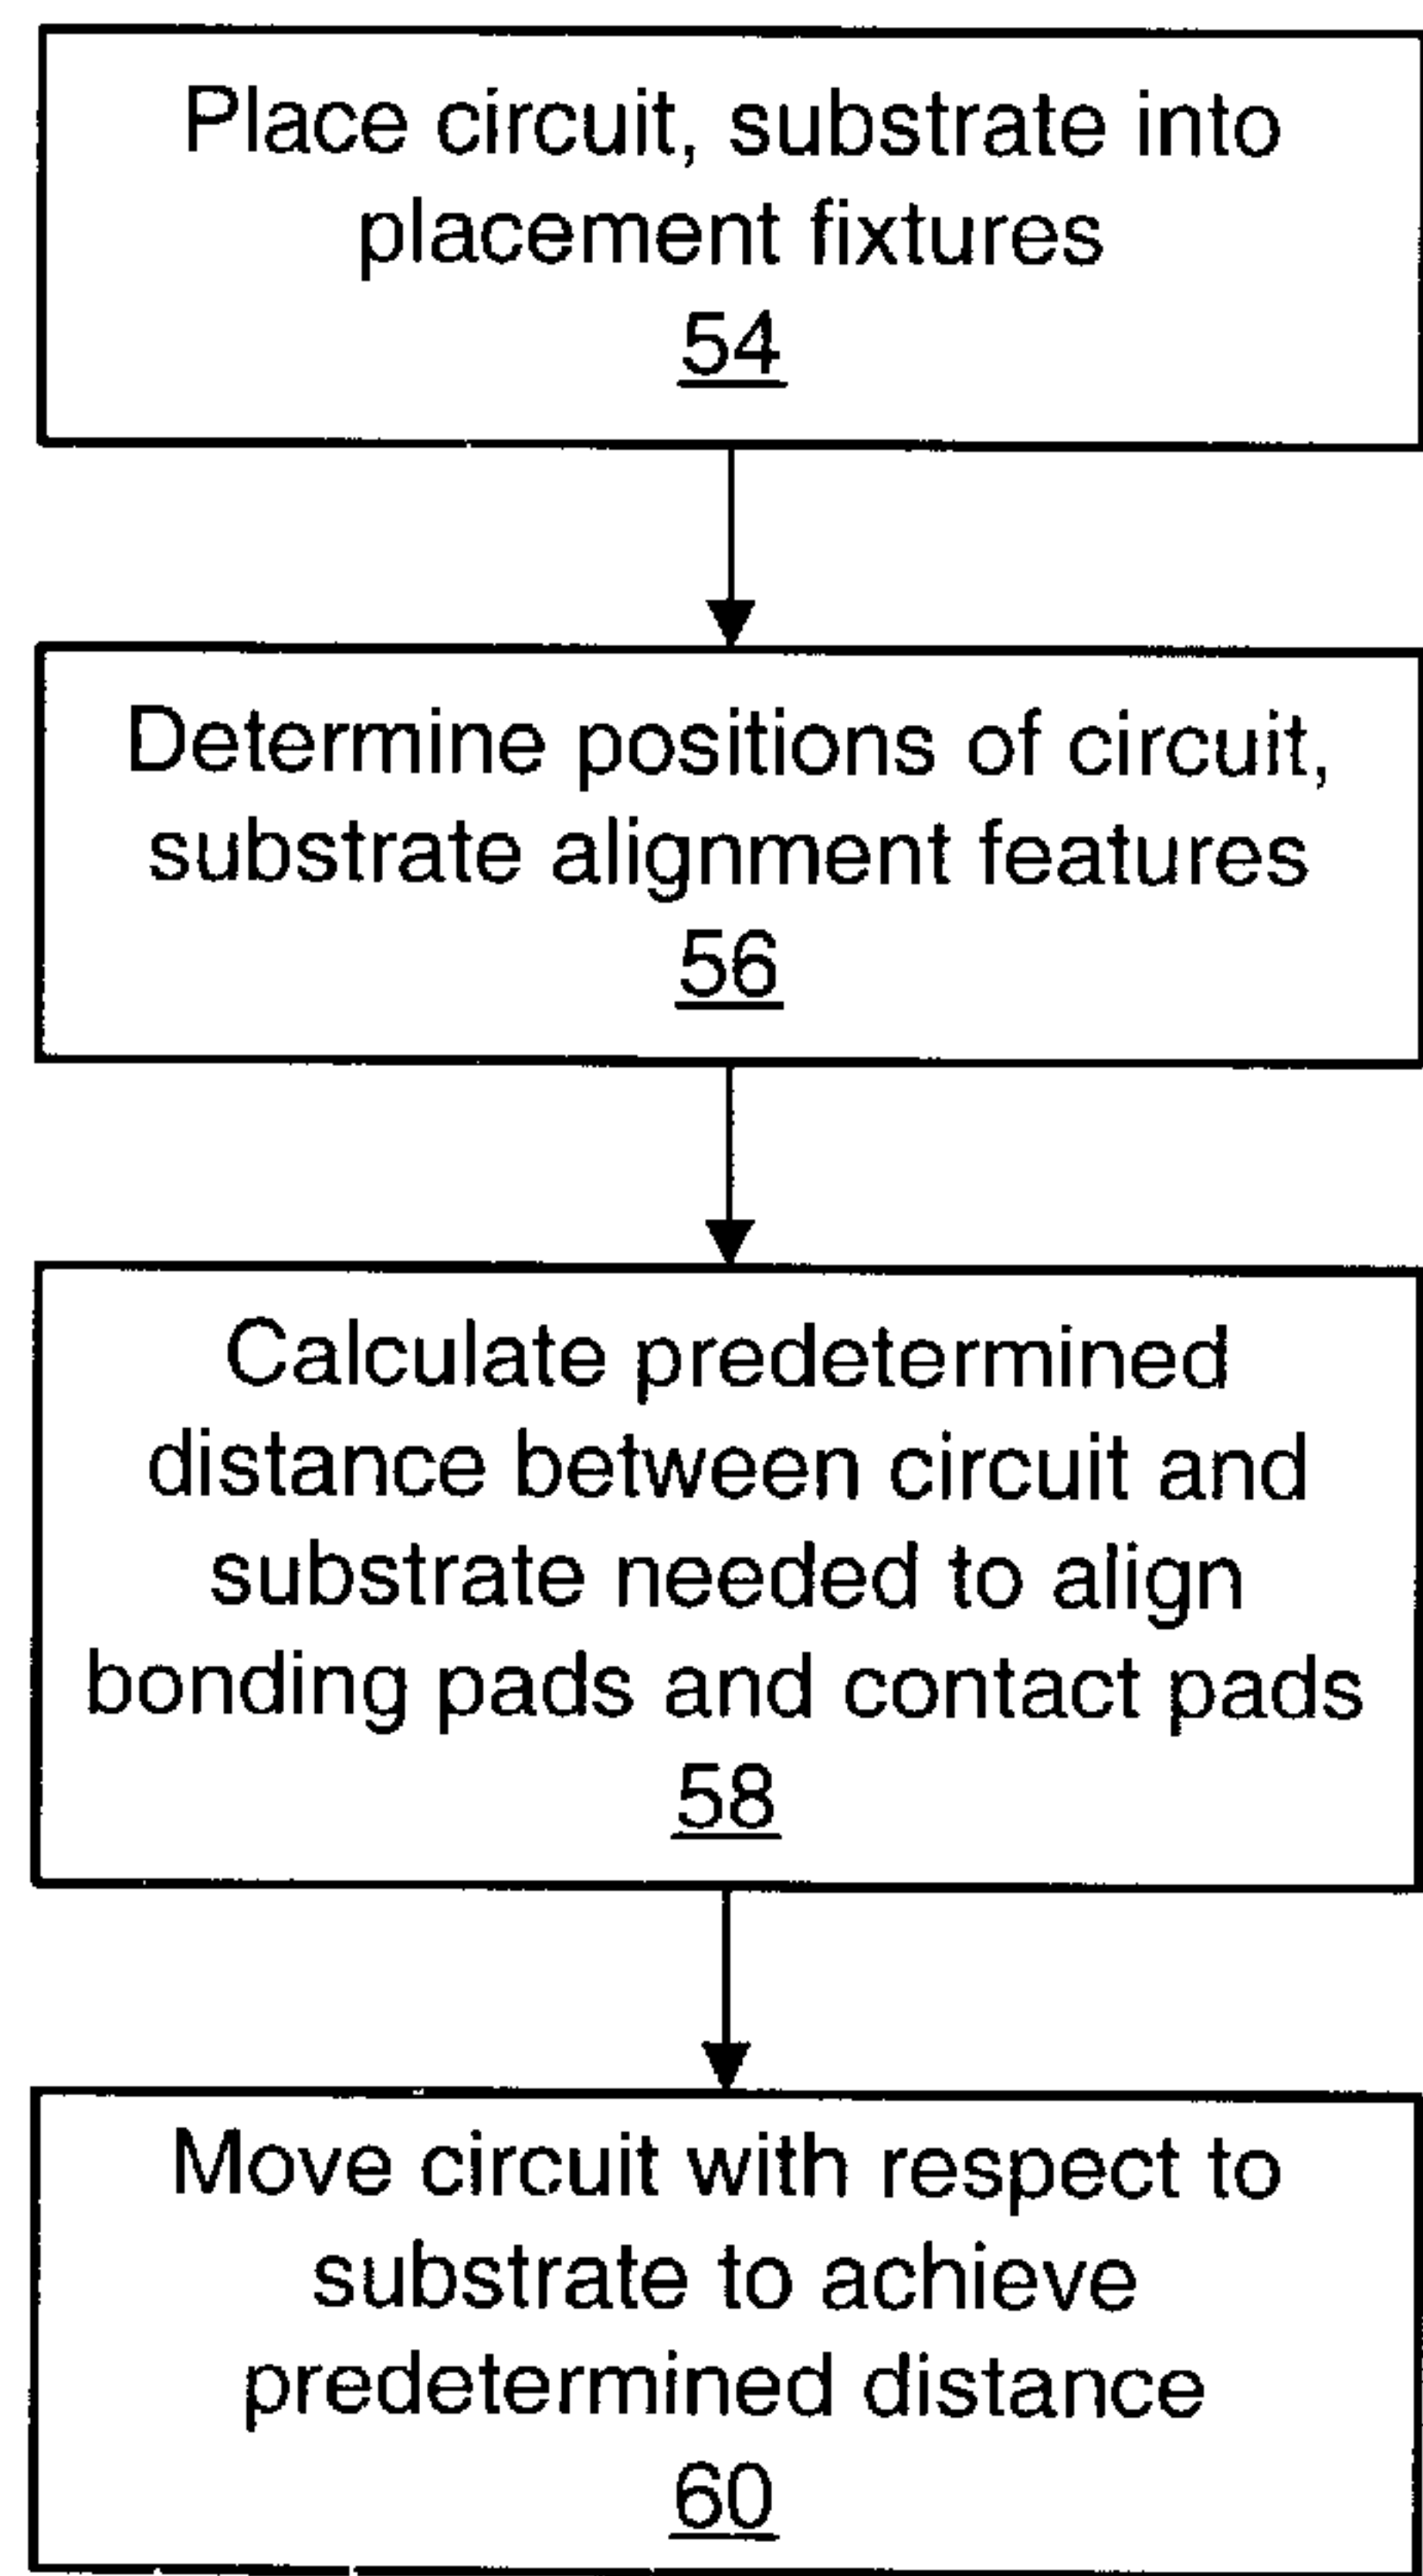 Place circuit, substrate into
placement fixtures
54
Determine positions of circuit,
substrate alignment features
56
Calculate predetermined
distance between circuit and
substrate needed to align
bonding pads and contact pads
58
Move circuit with respect to
substrate to achieve
predetermined distance
60